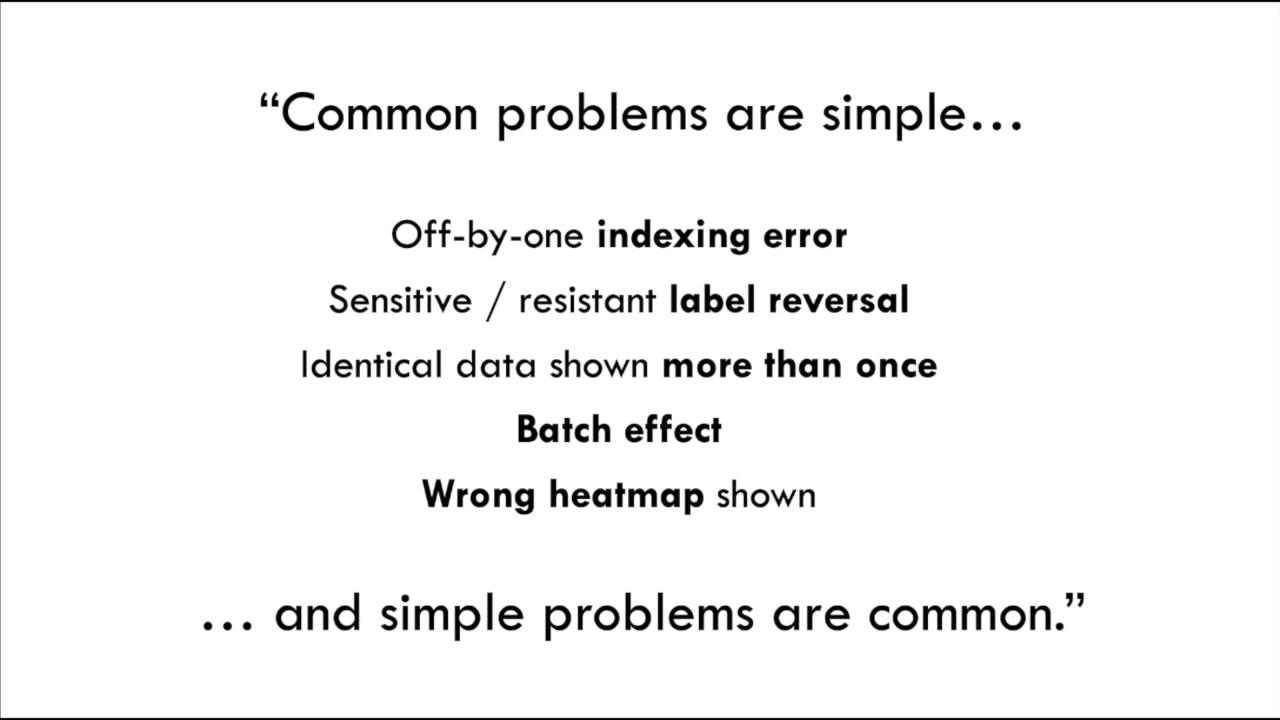 “Common problems are simple…
Off-by-one indexing error
Sensitive / resistant label reversal
Identical data shown more than once
Batch effect
Wrong heatmap shown
… and simple problems are common.”